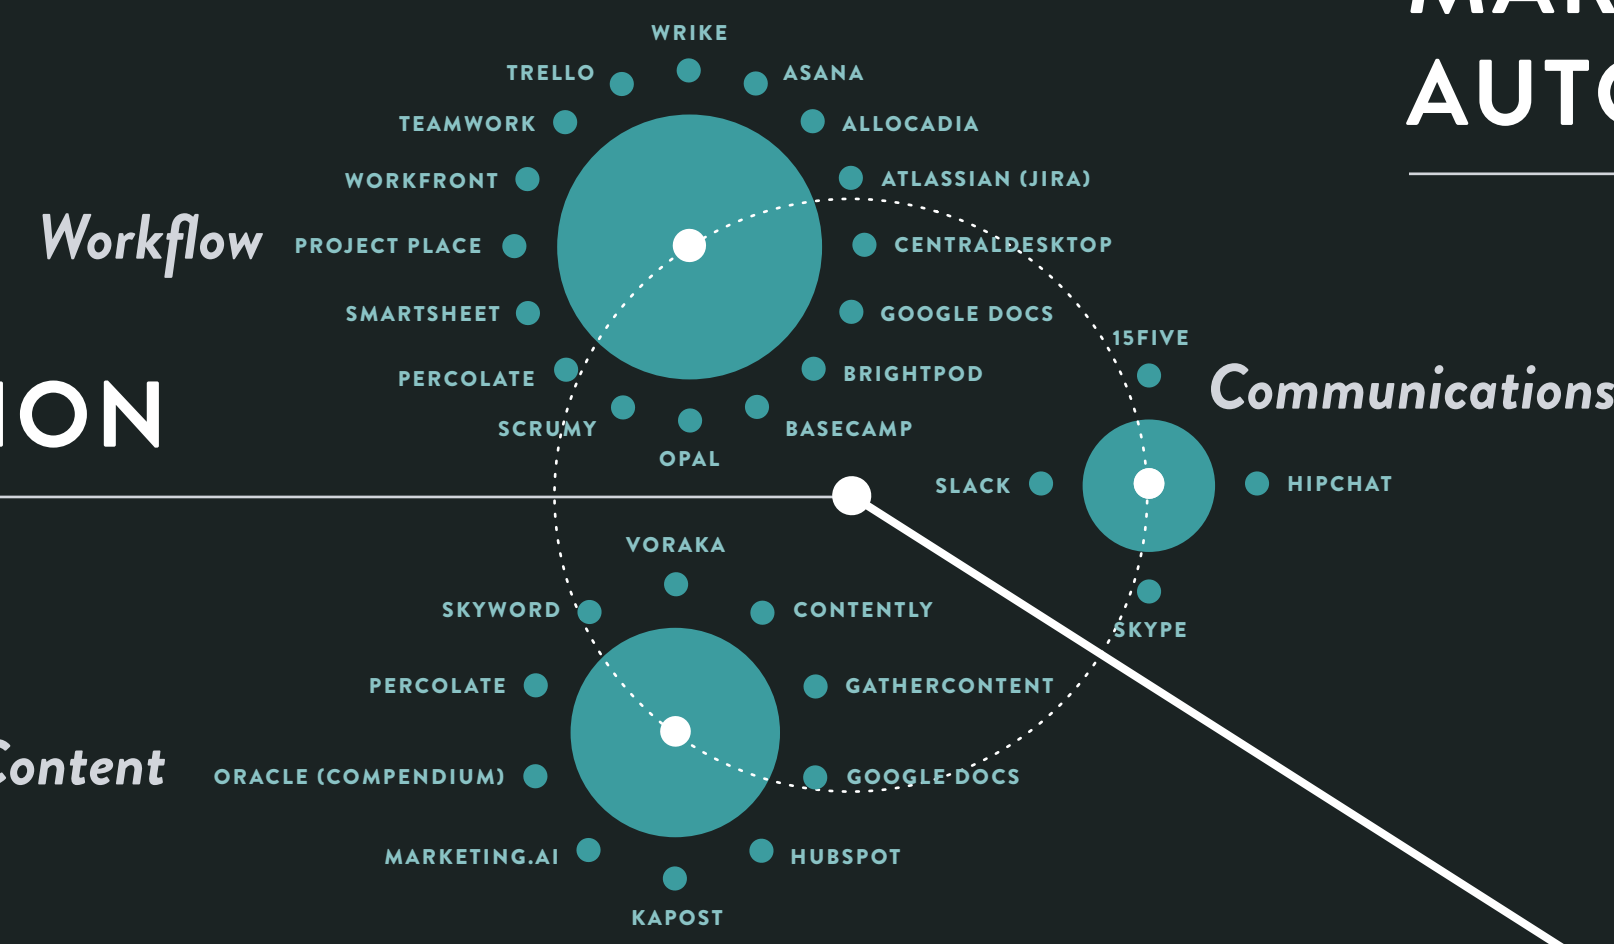 WRIKE
TRELLO
ASANA
TEAMWORK
ALLOCADIA
WORKFRONT
ATLASSIAN (JIRA)
Workflow
PROJECT PLACE
CENTRALDESKTOP
SMARTSHEET
GOOGLE DOCS
15FIVE
PERCOLATE
BRIGHTPOD
Communications
ION
SCRUMY
BASECAMP
OPAL
SLACK
HIPCHAT
VORAKA
SKYWORD
CONTENTLY
SKYPE
PERCOLATE
GATHERCONTENT
Content
ORACLE (COMPENDIUM)
GOOGLE DOCS
MARKETING.AI
HUBSPOT
KAPOST